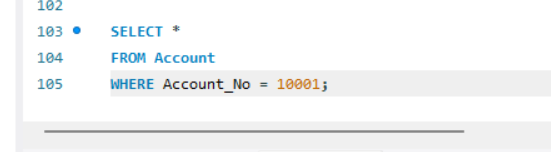 102
103 SELECT *
104 FROM Account
105 WHERE Account_No = 10001;